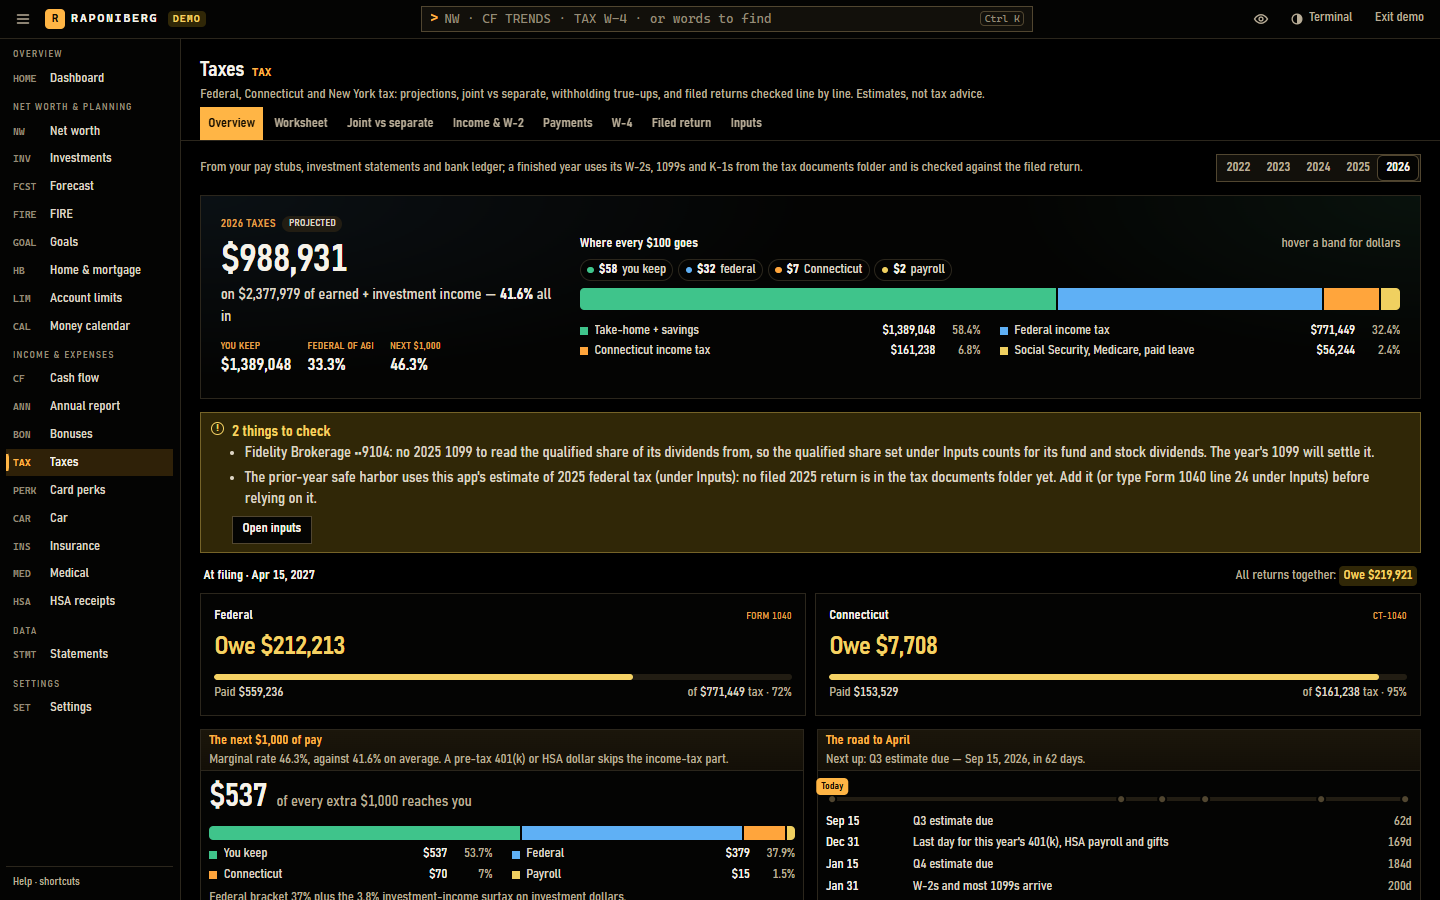 R RAPONIBERG DEMO
> NW · CF TRENDS · TAX W-4 · or words to find Ctrl K
Terminal
Exit demo
OVERVIEW
HOME Dashboard
NET WORTH & PLANNING
NW Net worth
INV Investments
FCST Forecast
FIRE FIRE
GOAL Goals
HB Home & mortgage
LIM Account limits
CAL Money calendar
INCOME & EXPENSES
CF Cash flow
ANN Annual report
BON Bonuses
TAX Taxes
PERK Card perks
CAR Car
INS Insurance
MED Medical
HSA HSA receipts
DATA
STMT Statements
SETTINGS
SET Settings
Help · shortcuts
Taxes TAX
Federal, Connecticut and New York tax: projections, joint vs separate, withholding true-ups, and filed returns checked line by line. Estimates, not tax advice.
Overview Worksheet Joint vs separate Income & W-2 Payments W-4 Filed return Inputs
From your pay stubs, investment statements and bank ledger; a finished year uses its W-2s, 1099s and K-1s from the tax documents folder and is checked against the filed return.
2022 2023 2024 2025 2026
2026 TAXES PROJECTED
$988,931
on $2,377,979 of earned + investment income — 41.6% all
in
YOU KEEP FEDERAL OF AGI NEXT $1,000
$1,389,048 33.3% 46.3%
Where every $100 goes hover a band for dollars
$58 you keep $32 federal $7 Connecticut $2 payroll
Take-home + savings $1,389,048 58.4% Federal income tax $771,449 32.4%
Connecticut income tax $161,238 6.8% Social Security, Medicare, paid leave $56,244 2.4%
2 things to check
• Fidelity Brokerage ••9104: no 2025 1099 to read the qualified share of its dividends from, so the qualified share set under Inputs counts for its fund and stock dividends. The year's 1099 will settle it.
• The prior-year safe harbor uses this app's estimate of 2025 federal tax (under Inputs): no filed 2025 return is in the tax documents folder yet. Add it (or type Form 1040 line 24 under Inputs) before
relying on it.
Open inputs
At filing · Apr 15, 2027 All returns together: Owe $219,921
Federal FORM 1040
Owe $212,213
Paid $559,236 of $771,449 tax · 72%
Connecticut CT-1040
Owe $7,708
Paid $153,529 of $161,238 tax · 95%
The next $1,000 of pay
Marginal rate 46.3%, against 41.6% on average. A pre-tax 401(k) or HSA dollar skips the income-tax part.
$537 of every extra $1,000 reaches you
You keep $537 53.7% Federal $379 37.9%
Connecticut $70 7% Payroll $15 1.5%
Federal bracket 37% plus the 3.8% investment-income surtax on investment dollars.
The road to April
Next up: Q3 estimate due — Sep 15, 2026, in 62 days.
Today
Sep 15 Q3 estimate due 62d
Dec 31 Last day for this year's 401(k), HSA payroll and gifts 169d
Jan 15 Q4 estimate due 184d
Jan 31 W-2s and most 1099s arrive 200d